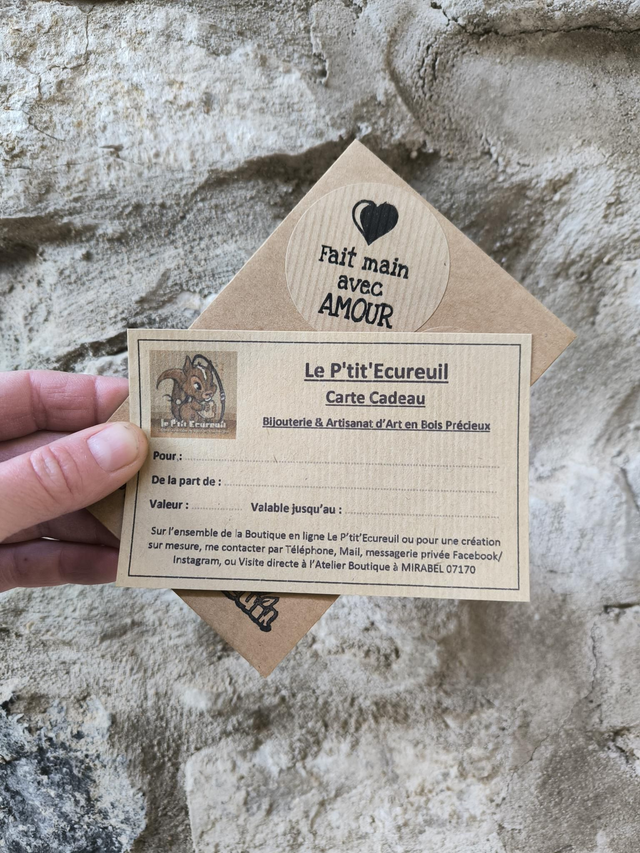 Fait main
avec
AMOUR
Le P'tit'Ecureuil
Carte Cadeau
Bijouterie & Artisanat d'Art en Bois Précieux
le P'tit Ecureuil
Pour :
De la part de :
Valeur : Valable jusqu'au :
Sur l'ensemble de la Boutique en ligne Le P'tit'Ecureuil ou pour une création
sur mesure, me contacter par Téléphone, Mail, messagerie privée Facebook/
Instagram, ou Visite directe à l'Atelier Boutique à MIRABEL 07170